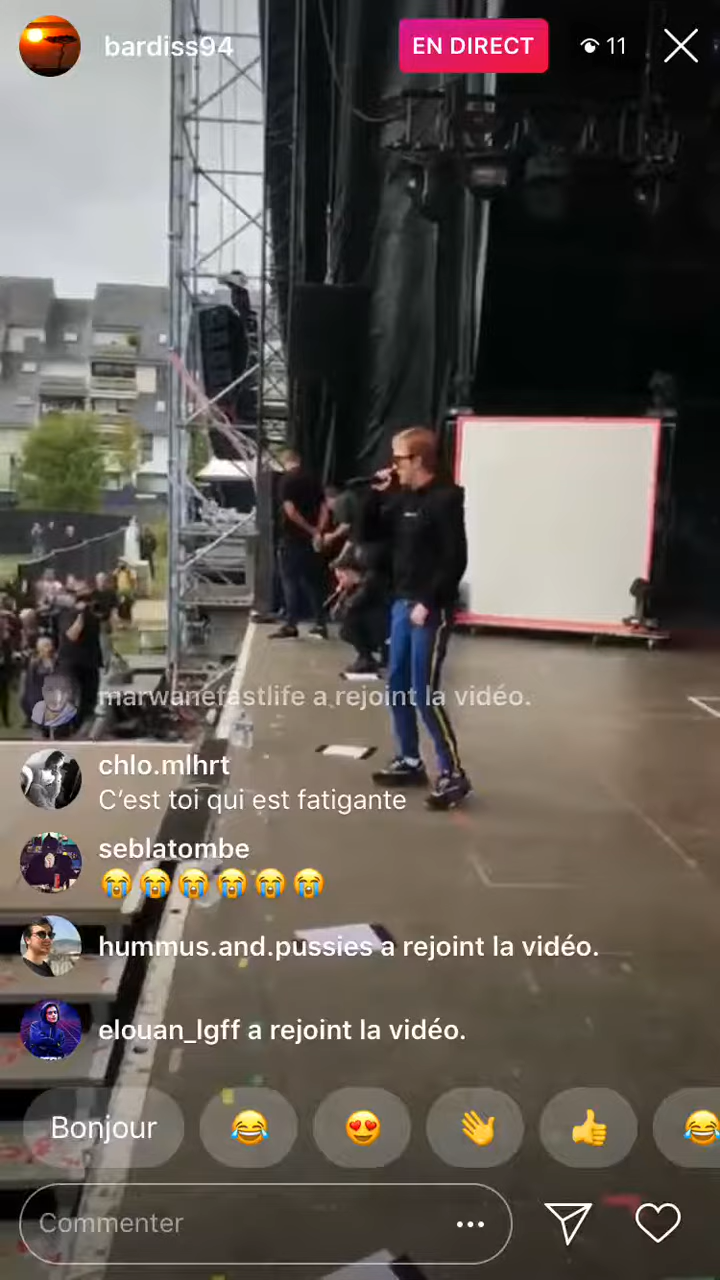 bardiss94
EN DIRECT
11
marwanefastlife a rejoint la vidéo.
chlo.mlhrt
C’est toi qui est fatigante
seblatombe
😭😭😭😭😭😭
hummus.and.pussies a rejoint la vidéo.
elouan_lgff a rejoint la vidéo.
Bonjour 😂 😍 👋 👍 😂
Commenter